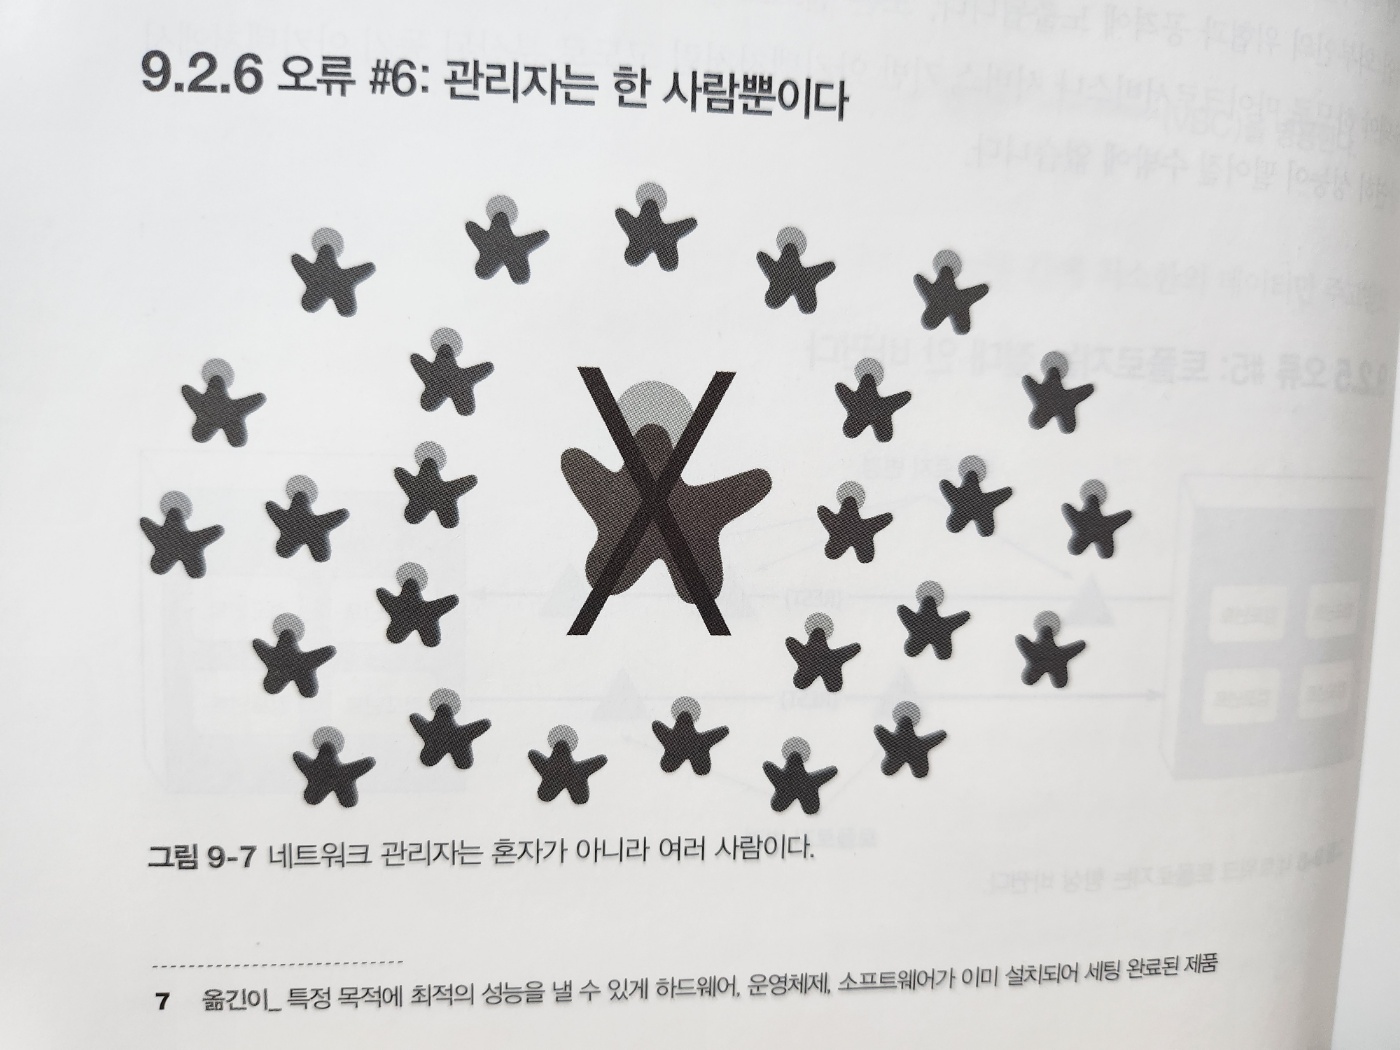 9.2.6 오류 #6: 관리자는 한 사람뿐이다
그림 9-7 네트워크 관리자는 혼자가 아니라 여러 사람이다.
7 옮긴이_ 특정 목적에 최적의 성능을 낼 수 있게 하드웨어, 운영체제, 소프트웨어가 이미 설치되어 세팅 완료된 제품